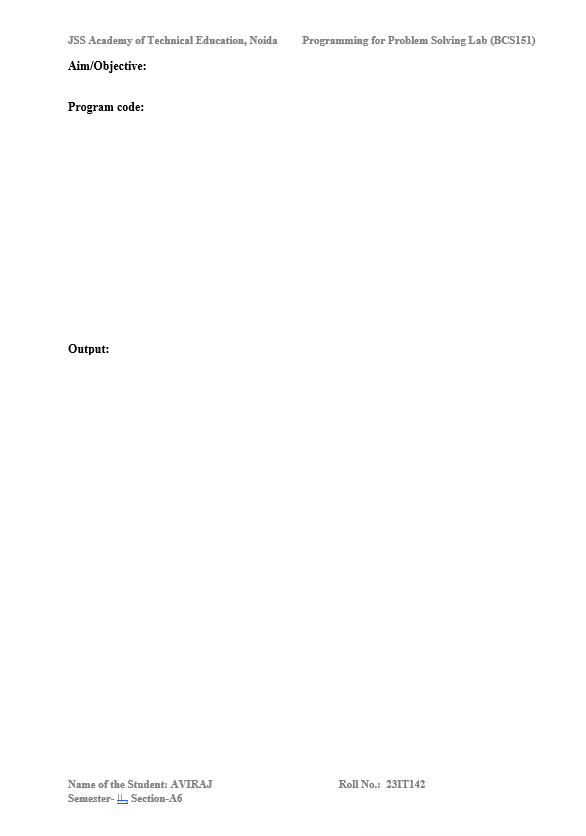 JSS Academy of Technical Education, Noida Programming for Problem Solving Lab (BCS151)
Aim/Objective:
Program code:
Output:
Name of the Student: AVIRAJ Roll No.: 23IT142
Semester- II, Section-A6